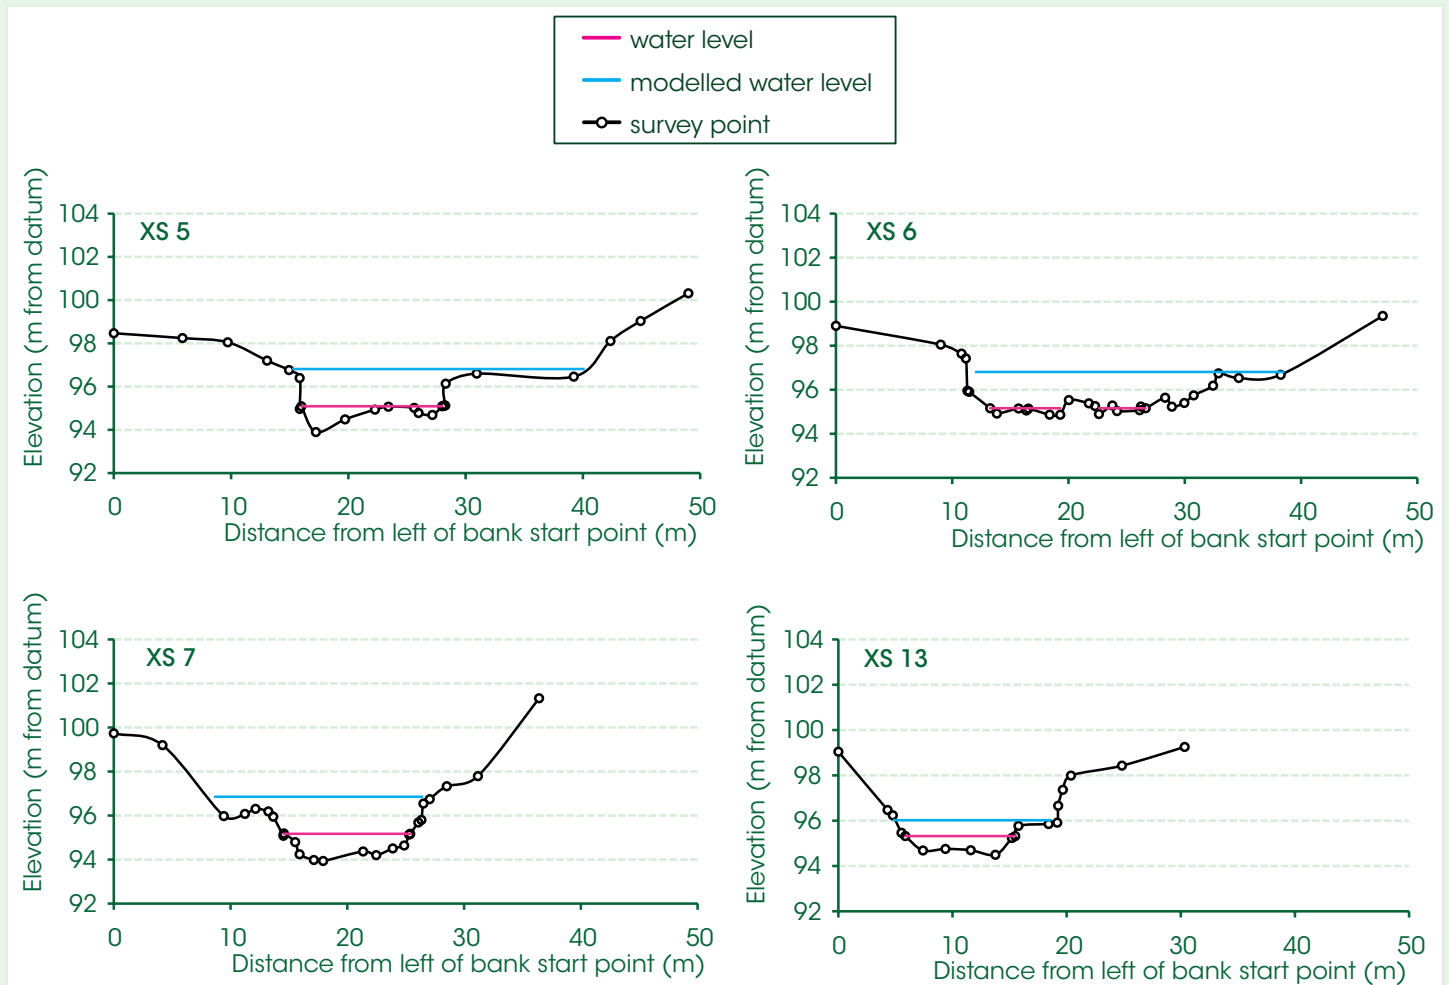 water level
modelled water level
survey point
XS 5
Elevation (m from datum)
104
102
100
98
96
94
92
0 10 20 30 40 50
Distance from left of bank start point (m)
XS 6
Elevation (m from datum)
104
102
100
98
96
94
92
0 10 20 30 40 50
Distance from left of bank start point (m)
XS 7
Elevation (m from datum)
104
102
100
98
96
94
92
0 10 20 30 40 50
Distance from left of bank start point (m)
XS 13
Elevation (m from datum)
104
102
100
98
96
94
92
0 10 20 30 40 50
Distance from left of bank start point (m)